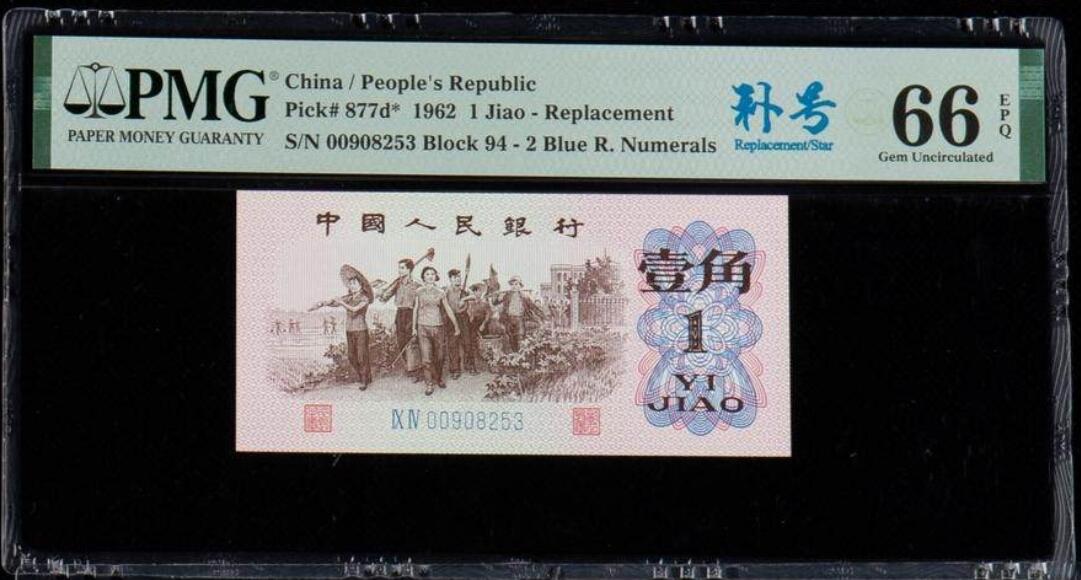 PMG®
PAPER MONEY GUARANTY
China / People's Republic
Pick# 877d* 1962 1 Jiao - Replacement
S/N 00908253 Block 94 - 2 Blue R. Numerals
补号
Replacement/Star
66
EPQ
Gem Uncirculated
中國人民銀行
壹角
1
YI
JIAO
IX IV 00908253